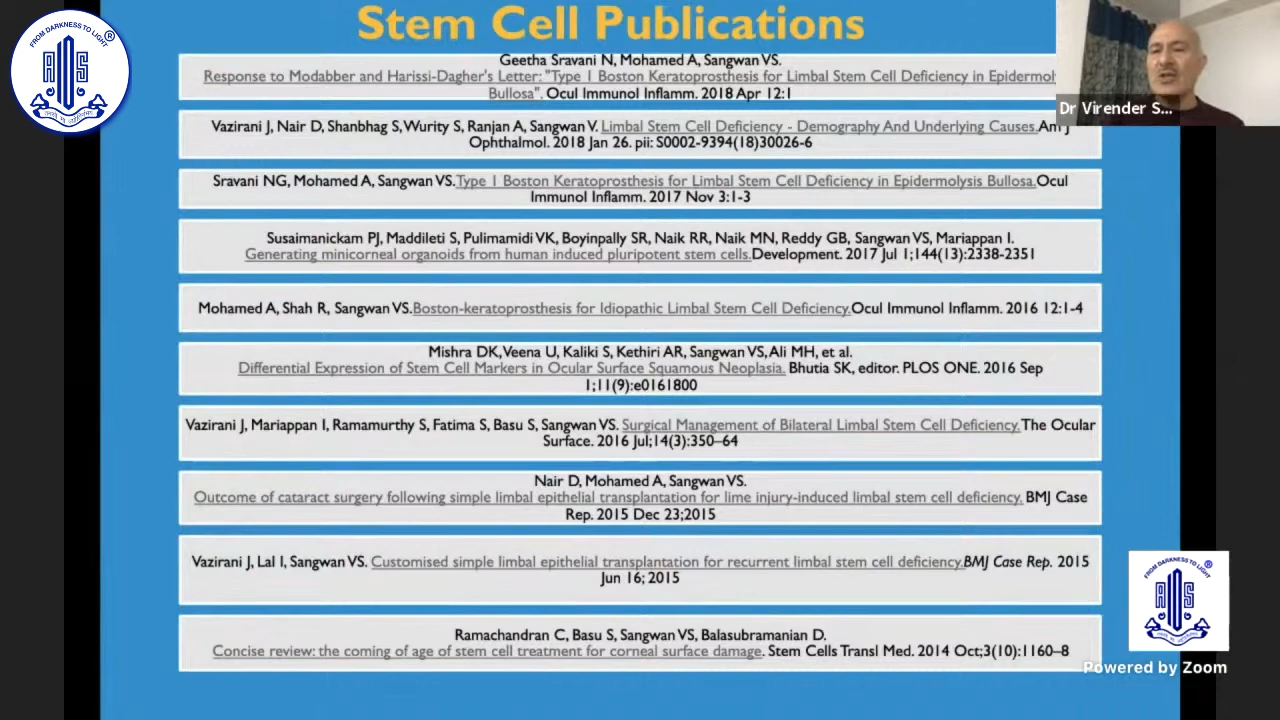 Stem Cell Publications
FROM DARKNESS TO LIGHT
®
AIOS
Geetha Sravani N, Mohamed A, Sangwan VS.
Response to Modabber and Harissi-Dagher's Letter: "Type 1 Boston Keratoprosthesis for Limbal Stem Cell Deficiency in Epidermol
Bullosa". Ocul Immunol Inflamm. 2018 Apr 12:1
Dr Virender S...
Vazirani J, Nair D, Shanbhag S,Wurity S, Ranjan A, Sangwan V. Limbal Stem Cell Deficiency - Demography And Underlying Causes.Am J
Ophthalmol. 2018 Jan 26. pii: S0002-9394(18)30026-6
Sravani NG, Mohamed A, Sangwan VS.Type 1 Boston Keratoprosthesis for Limbal Stem Cell Deficiency in Epidermolysis Bullosa.Ocul
Immunol Inflamm. 2017 Nov 3:1-3
Susaimanickam PJ, Maddileti S, Pulimamidi VK, Boyinpally SR, Naik RR, Naik MN, Reddy GB, Sangwan VS, Mariappan I.
Generating minicorneal organoids from human induced pluripotent stem cells.Development. 2017 Jul 1;144(13):2338-2351
Mohamed A, Shah R, Sangwan VS.Boston-keratoprosthesis for Idiopathic Limbal Stem Cell Deficiency.Ocul Immunol Inflamm. 2016 12:1-4
Mishra DK,Veena U, Kaliki S, Kethiri AR, Sangwan VS,Ali MH, et al.
Differential Expression of Stem Cell Markers in Ocular Surface Squamous Neoplasia. Bhutia SK, editor. PLOS ONE. 2016 Sep
1;11(9):e0161800
Vazirani J, Mariappan I, Ramamurthy S, Fatima S, Basu S, Sangwan VS. Surgical Management of Bilateral Limbal Stem Cell Deficiency.The Ocular
Surface. 2016 Jul;14(3):350–64
Nair D, Mohamed A, Sangwan VS.
Outcome of cataract surgery following simple limbal epithelial transplantation for lime injury-induced limbal stem cell deficiency. BMJ Case
Rep. 2015 Dec 23;2015
Vazirani J, Lal I, Sangwan VS. Customised simple limbal epithelial transplantation for recurrent limbal stem cell deficiency.BMJ Case Rep. 2015
Jun 16; 2015
Ramachandran C, Basu S, Sangwan VS, Balasubramanian D.
Concise review: the coming of age of stem cell treatment for corneal surface damage. Stem Cells Transl Med. 2014 Oct;3(10):1160–8
FROM DARKNESS TO LIGHT
®
AIOS
Powered by Zoom